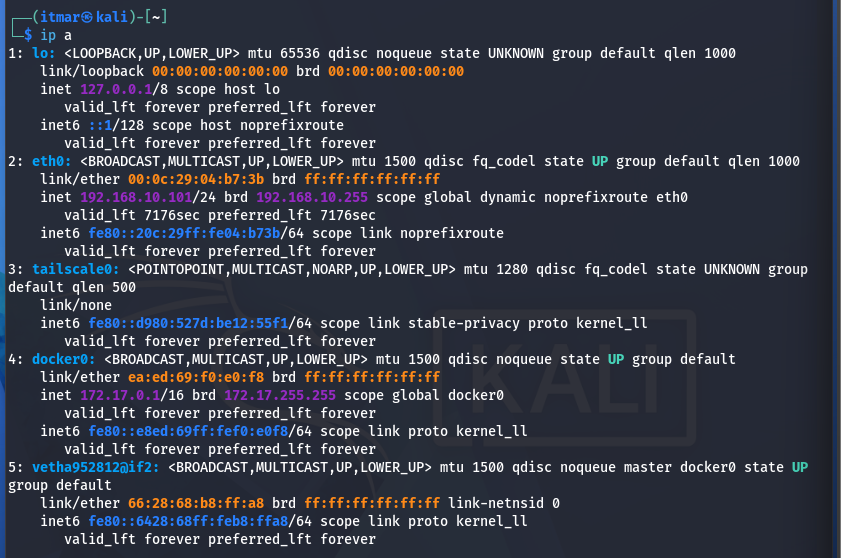 (itmar㉿kali)-[~]
$ ip a
1: lo: <LOOPBACK,UP,LOWER_UP> mtu 65536 qdisc noqueue state UNKNOWN group default qlen 1000
link/loopback 00:00:00:00:00:00 brd 00:00:00:00:00:00
inet 127.0.0.1/8 scope host lo
valid_lft forever preferred_lft forever
inet6 ::1/128 scope host noprefixroute
valid_lft forever preferred_lft forever
2: eth0: <BROADCAST,MULTICAST,UP,LOWER_UP> mtu 1500 qdisc fq_codel state UP group default qlen 1000
link/ether 00:0c:29:04:b7:3b brd ff:ff:ff:ff:ff:ff
inet 192.168.10.101/24 brd 192.168.10.255 scope global dynamic noprefixroute eth0
valid_lft 7176sec preferred_lft 7176sec
inet6 fe80::20c:29ff:fe04:b73b/64 scope link noprefixroute
valid_lft forever preferred_lft forever
3: tailscale0: <POINTOPOINT,MULTICAST,NOARP,UP,LOWER_UP> mtu 1280 qdisc fq_codel state UNKNOWN group
default qlen 500
link/none
inet6 fe80::d980:527d:be12:55f1/64 scope link stable-privacy proto kernel_ll
valid_lft forever preferred_lft forever
4: docker0: <BROADCAST,MULTICAST,UP,LOWER_UP> mtu 1500 qdisc noqueue state UP group default
link/ether ea:ed:69:f0:e0:f8 brd ff:ff:ff:ff:ff:ff
inet 172.17.0.1/16 brd 172.17.255.255 scope global docker0
valid_lft forever preferred_lft forever
inet6 fe80::e8ed:69ff:fef0:e0f8/64 scope link proto kernel_ll
valid_lft forever preferred_lft forever
5: vetha952812@if2: <BROADCAST,MULTICAST,UP,LOWER_UP> mtu 1500 qdisc noqueue master docker0 state UP
group default
link/ether 66:28:68:b8:ff:a8 brd ff:ff:ff:ff:ff:ff link-netnsid 0
inet6 fe80::6428:68ff:feb8:ffa8/64 scope link proto kernel_ll
valid_lft forever preferred_lft forever
KALI